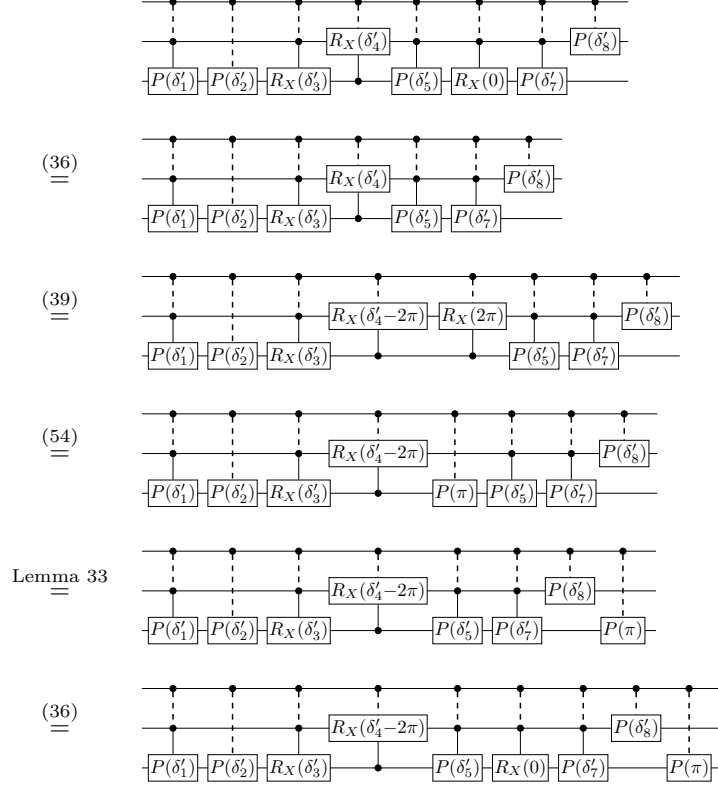 R_X(δ′₄) P(δ′₈)
P(δ′₁) P(δ′₂) R_X(δ′₃) P(δ′₅) R_X(0) P(δ′₇)
(36)
=
R_X(δ′₄) P(δ′₈)
P(δ′₁) P(δ′₂) R_X(δ′₃) P(δ′₅) P(δ′₇)
(39)
=
R_X(δ′₄−2π) R_X(2π) P(δ′₈)
P(δ′₁) P(δ′₂) R_X(δ′₃) P(δ′₅) P(δ′₇)
(54)
=
R_X(δ′₄−2π) P(δ′₈)
P(δ′₁) P(δ′₂) R_X(δ′₃) P(π) P(δ′₅) P(δ′₇)
Lemma 33
=
R_X(δ′₄−2π) P(δ′₈)
P(δ′₁) P(δ′₂) R_X(δ′₃) P(δ′₅) P(δ′₇) P(π)
(36)
=
R_X(δ′₄−2π) P(δ′₈)
P(δ′₁) P(δ′₂) R_X(δ′₃) P(δ′₅) R_X(0) P(δ′₇) P(π)